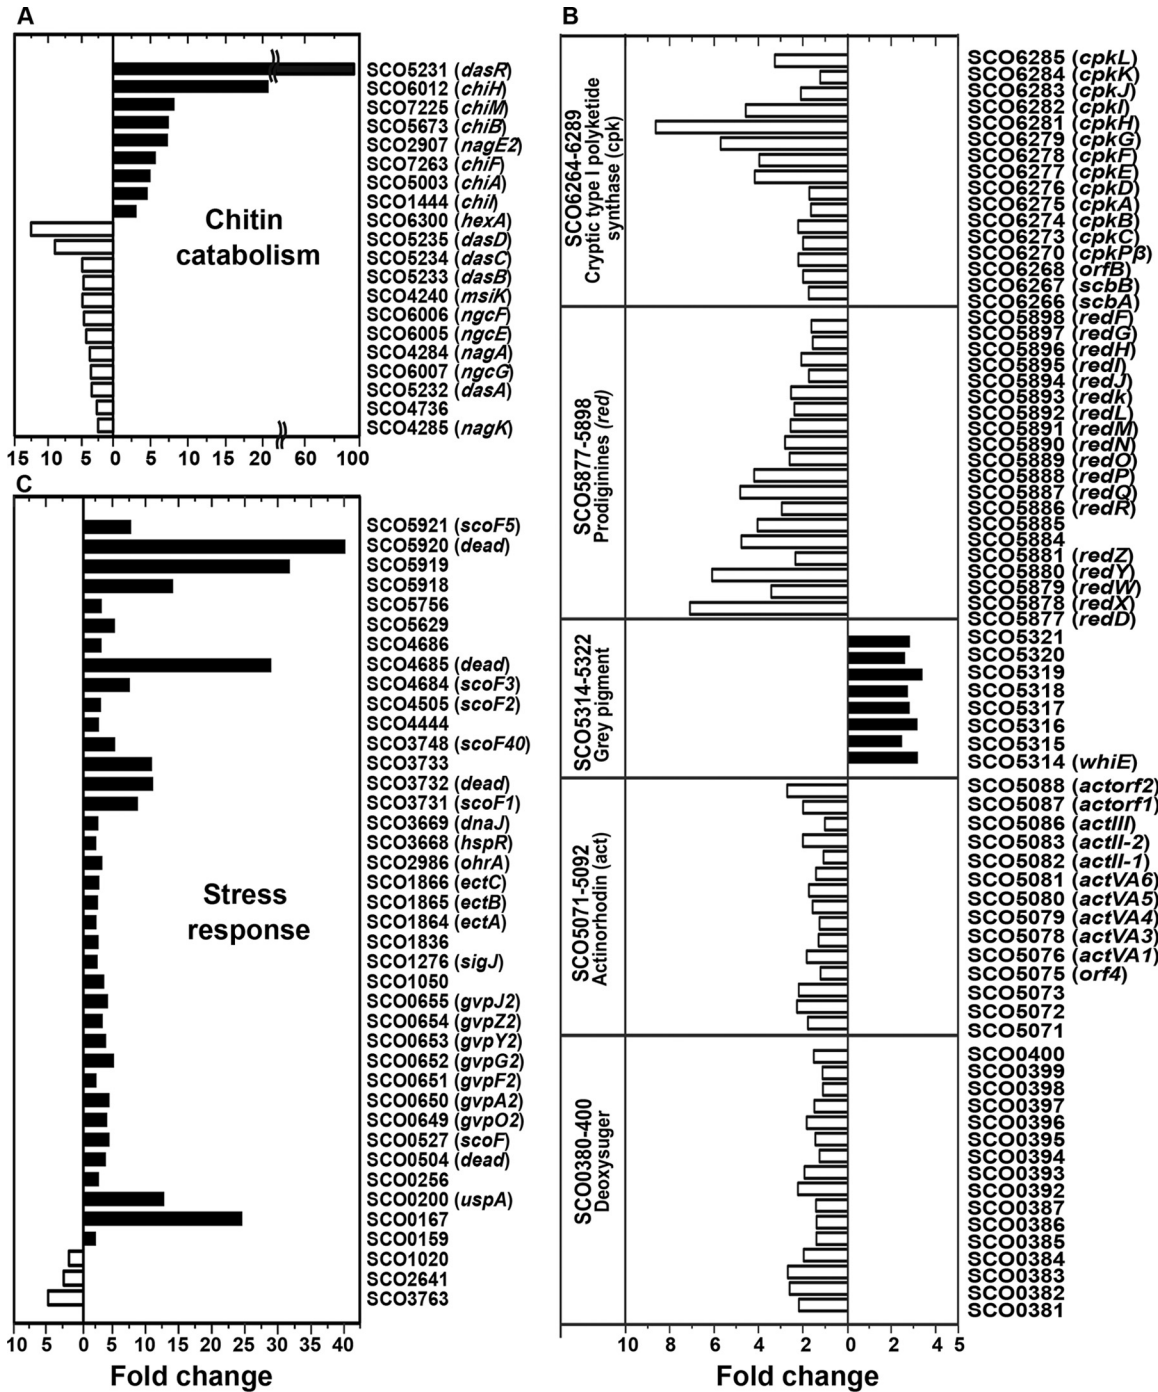 A
SCO5231 (dasR)
SCO6012 (chiH)
SCO7225 (chiM)
SCO5673 (chiB)
SCO2907 (nagE2)
SCO7263 (chiF)
SCO5003 (chiA)
SCO1444 (chiI)
SCO6300 (hexA)
SCO5235 (dasD)
SCO5234 (dasC)
SCO5233 (dasB)
SCO4240 (msiK)
SCO6006 (ngcF)
SCO6005 (ngcE)
SCO4284 (nagA)
SCO6007 (ngcG)
SCO5232 (dasA)
SCO4736
SCO4285 (nagK)
Chitin
catabolism
15 10 5 0 5 10 15 20 60 100
C
SCO5921 (scoF5)
SCO5920 (dead)
SCO5919
SCO5918
SCO5756
SCO5629
SCO4686
SCO4685 (dead)
SCO4684 (scoF3)
SCO4505 (scoF2)
SCO4444
SCO3748 (scoF40)
SCO3733
SCO3732 (dead)
SCO3731 (scoF1)
SCO3669 (dnaJ)
SCO3668 (hspR)
SCO2986 (ohrA)
SCO1866 (ectC)
SCO1865 (ectB)
SCO1864 (ectA)
SCO1836
SCO1276 (sigJ)
SCO1050
SCO0655 (gvpJ2)
SCO0654 (gvpZ2)
SCO0653 (gvpY2)
SCO0652 (gvpG2)
SCO0651 (gvpF2)
SCO0650 (gvpA2)
SCO0649 (gvpO2)
SCO0527 (scoF)
SCO0504 (dead)
SCO0256
SCO0200 (uspA)
SCO0167
SCO0159
SCO1020
SCO2641
SCO3763
Stress
response
10 5 0 5 10 15 20 25 30 35 40
Fold change
B
SCO6264-6289
Cryptic type I polyketide
synthase (cpk)
SCO6285 (cpkL)
SCO6284 (cpkK)
SCO6283 (cpkJ)
SCO6282 (cpkI)
SCO6281 (cpkH)
SCO6279 (cpkG)
SCO6278 (cpkF)
SCO6277 (cpkE)
SCO6276 (cpkD)
SCO6275 (cpkA)
SCO6274 (cpkB)
SCO6273 (cpkC)
SCO6270 (cpkPβ)
SCO6268 (orfB)
SCO6267 (scbB)
SCO6266 (scbA)
SCO5877-5898
Prodiginines (red)
SCO5898 (redF)
SCO5897 (redG)
SCO5896 (redH)
SCO5895 (redI)
SCO5894 (redJ)
SCO5893 (redk)
SCO5892 (redL)
SCO5891 (redM)
SCO5890 (redN)
SCO5889 (redO)
SCO5888 (redP)
SCO5887 (redQ)
SCO5886 (redR)
SCO5885
SCO5884
SCO5881 (redZ)
SCO5880 (redY)
SCO5879 (redW)
SCO5878 (redX)
SCO5877 (redD)
SCO5314-5322
Grey pigment
SCO5321
SCO5320
SCO5319
SCO5318
SCO5317
SCO5316
SCO5315
SCO5314 (whiE)
SCO5071-5092
Actinorhodin (act)
SCO5088 (actorf2)
SCO5087 (actorf1)
SCO5086 (actIII)
SCO5083 (actII-2)
SCO5082 (actII-1)
SCO5081 (actVA6)
SCO5080 (actVA5)
SCO5079 (actVA4)
SCO5078 (actVA3)
SCO5076 (actVA1)
SCO5075 (orf4)
SCO5073
SCO5072
SCO5071
SCO0380-400
Deoxysuger
SCO0400
SCO0399
SCO0398
SCO0397
SCO0396
SCO0395
SCO0394
SCO0393
SCO0392
SCO0387
SCO0386
SCO0385
SCO0384
SCO0383
SCO0382
SCO0381
10 8 6 4 2 0 2 4 5
Fold change